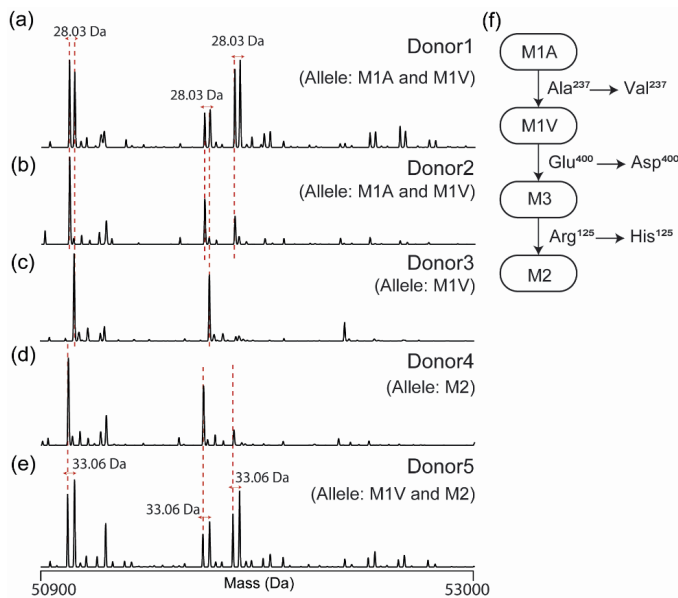 (a)
28.03 Da
Donor1
(Allele: M1A and M1V)
28.03 Da
28.03 Da
(b)
Donor2
(Allele: M1A and M1V)
(c)
Donor3
(Allele: M1V)
(d)
Donor4
(Allele: M2)
(e)
33.06 Da
Donor5
(Allele: M1V and M2)
33.06 Da
33.06 Da
50900
Mass (Da)
53000
(f)
M1A
Ala²³⁷ → Val²³⁷
M1V
Glu⁴⁰⁰ → Asp⁴⁰⁰
M3
Arg¹²⁵ → His¹²⁵
M2